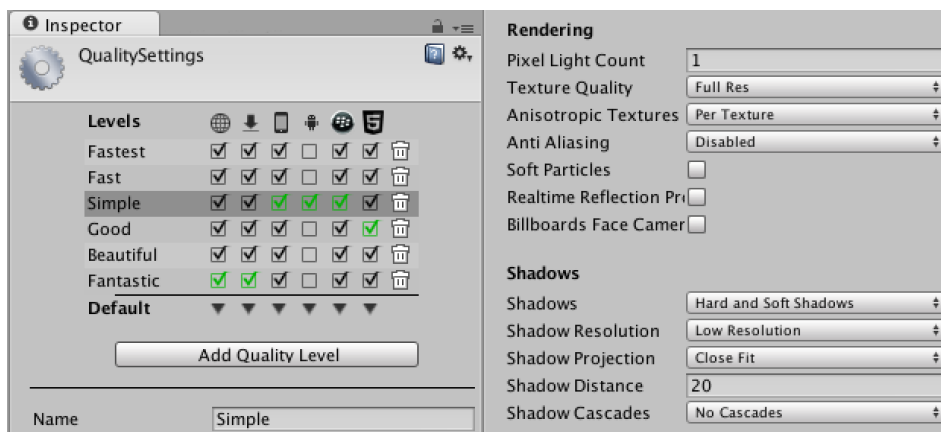 Inspector
QualitySettings
Levels
Fastest
Fast
Simple
Good
Beautiful
Fantastic
Default
Add Quality Level
Name Simple
Rendering
Pixel Light Count 1
Texture Quality Full Res
Anisotropic Textures Per Texture
Anti Aliasing Disabled
Soft Particles
Realtime Reflection Pr
Billboards Face Camer
Shadows
Shadows Hard and Soft Shadows
Shadow Resolution Low Resolution
Shadow Projection Close Fit
Shadow Distance 20
Shadow Cascades No Cascades